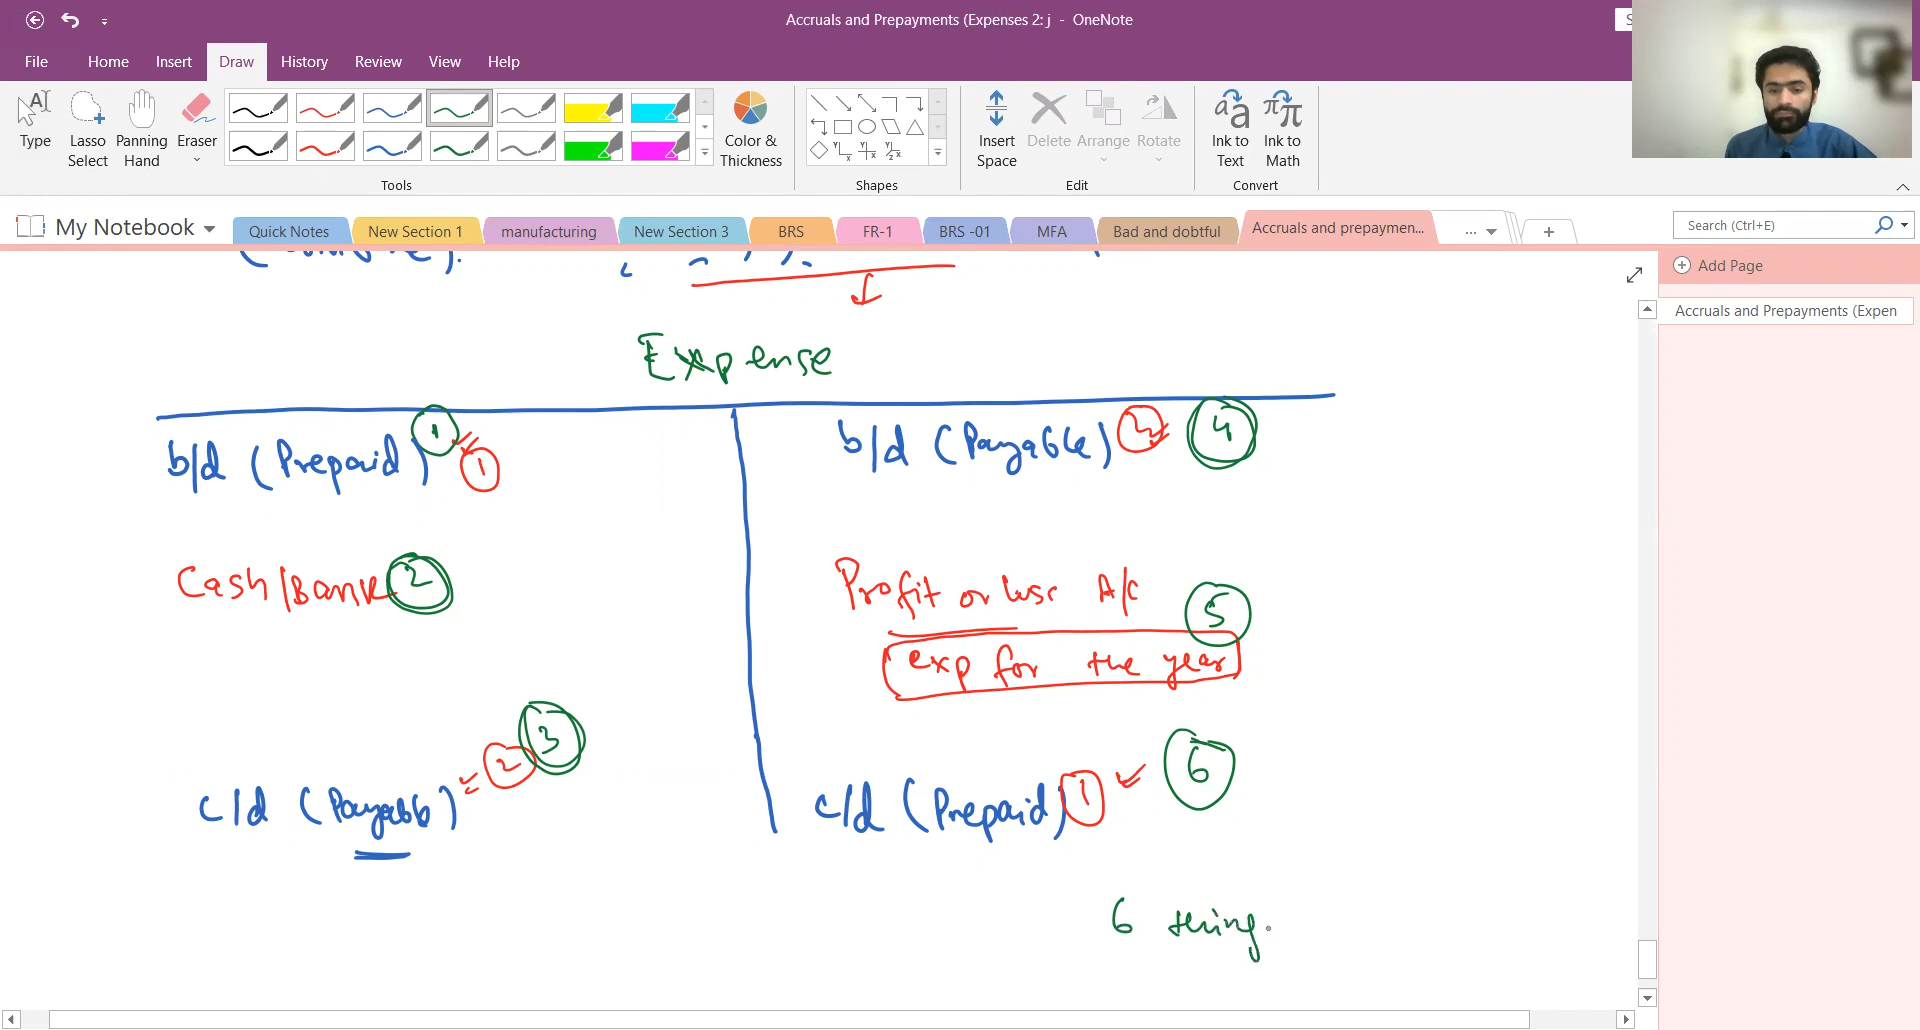 Accruals and Prepayments (Expenses 2: j - OneNote
File Home Insert Draw History Review View Help
Type
Lasso Select
Panning Hand
Eraser
Color & Thickness
Insert Space
Delete
Arrange
Rotate
Ink to Text
Ink to Math
Tools Shapes Edit Convert
My Notebook Quick Notes New Section 1 manufacturing New Section 3 BRS FR-1 BRS -01 MFA Bad and doubtful Accruals and prepaymen... ... + Search (Ctrl+E)
Add Page
Accruals and Prepayments (Expen
Expense
b/d (Prepaid) 1 1
b/d (Payable) 4
Cash/Bank 2
Profit or loss A/C 5
exp for the year
c/d (Payable) 2 3
c/d (Prepaid) 1 6
6 thing